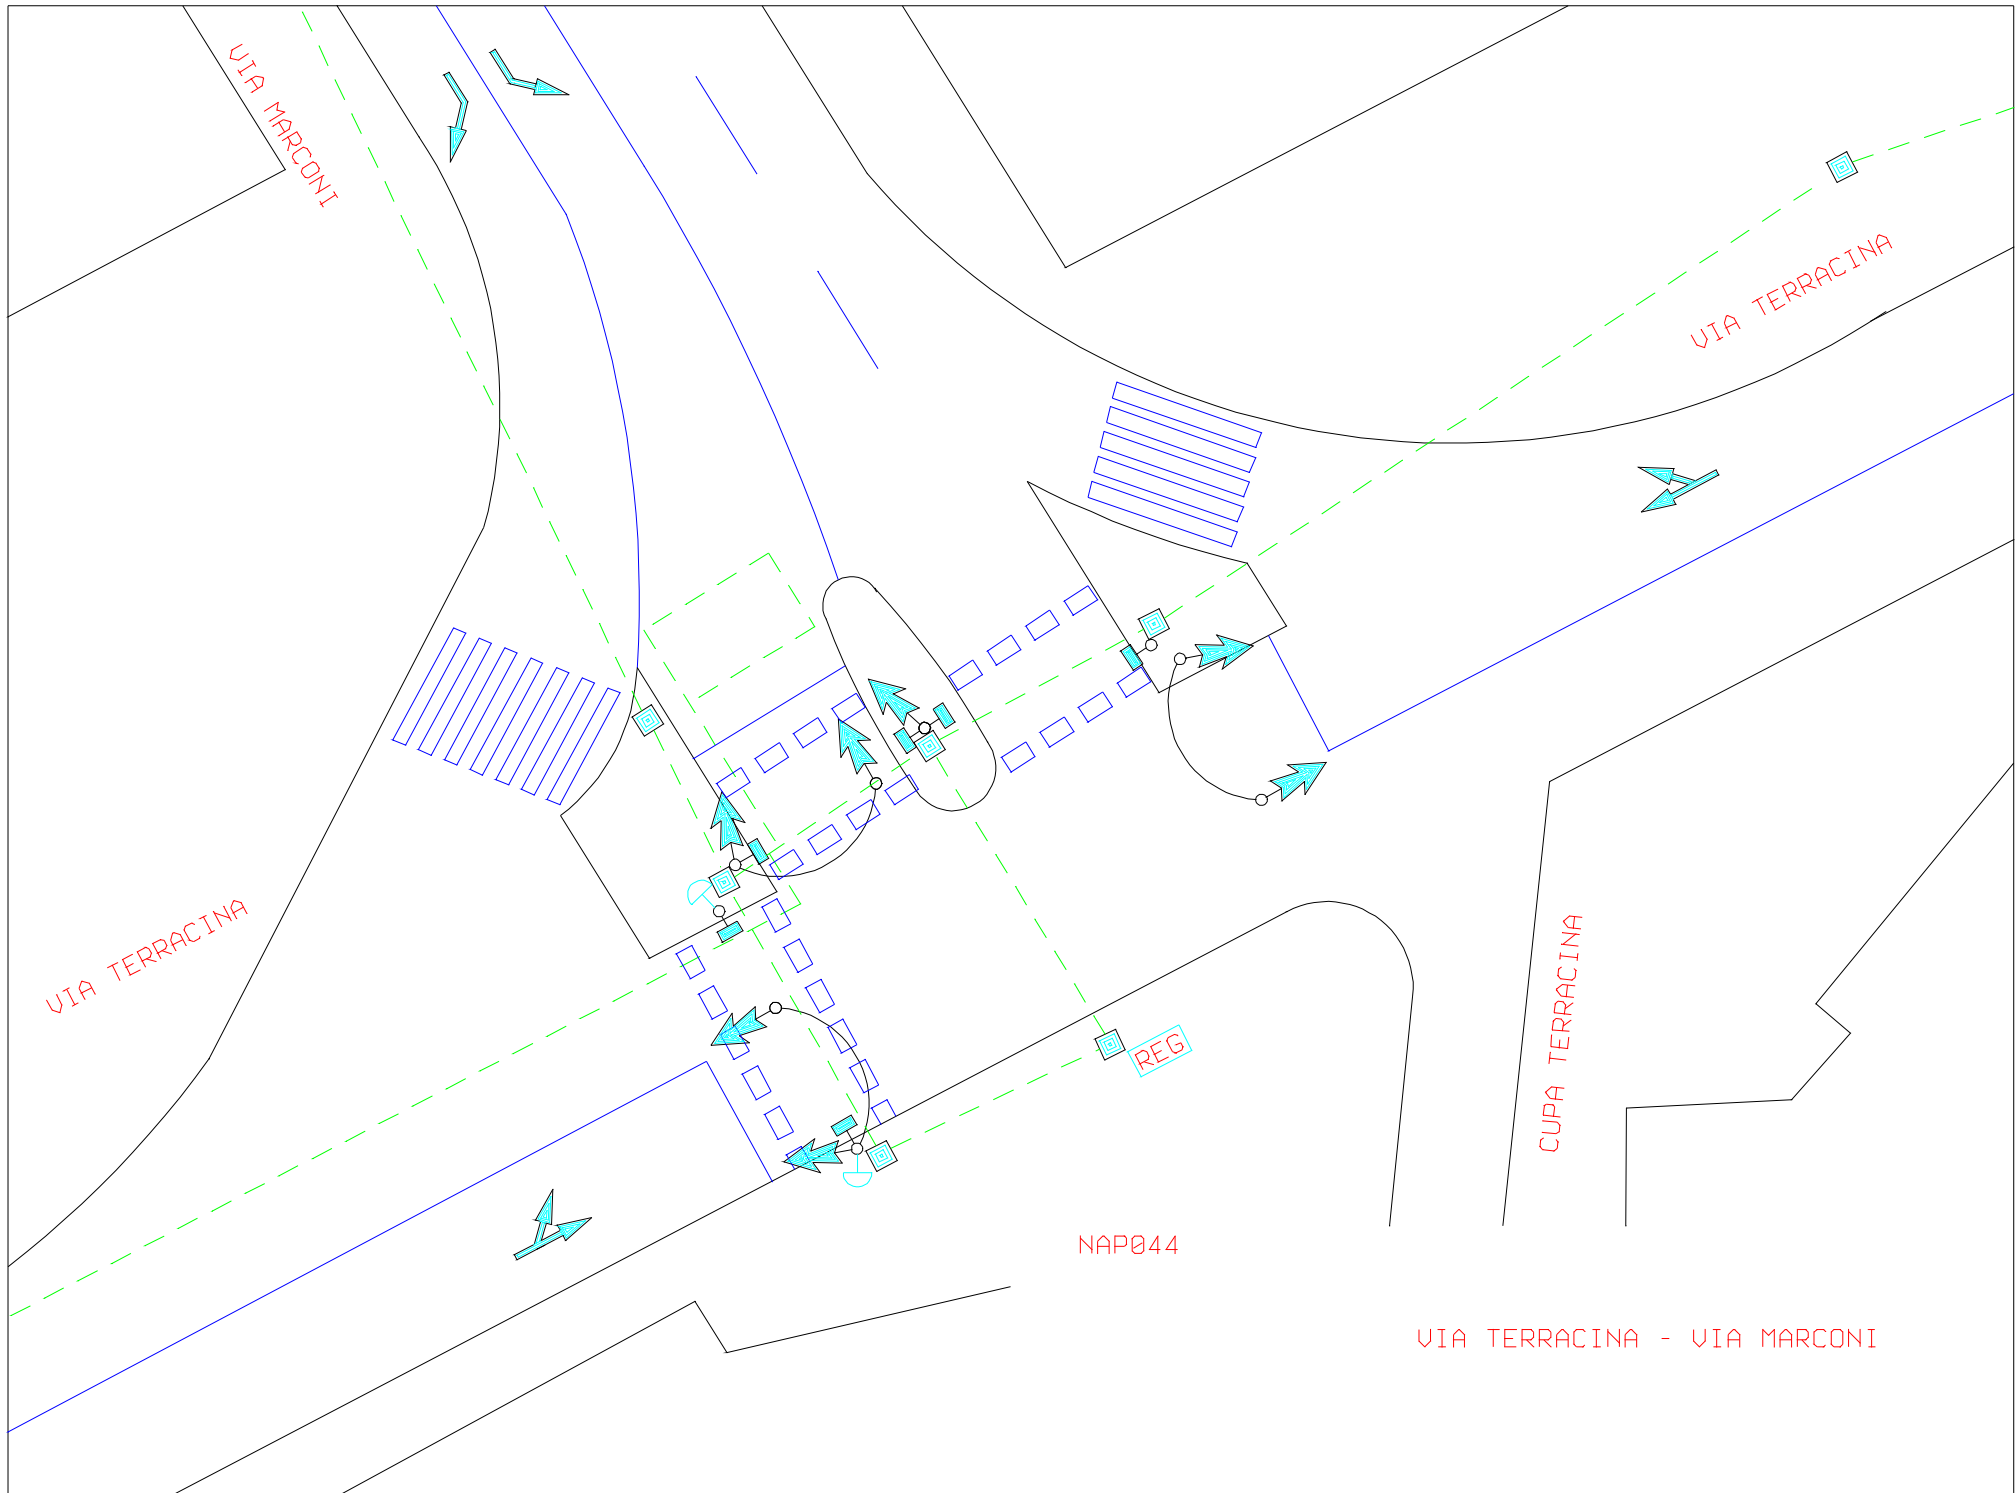 VIA MARCONI
VIA TERRACINA
VIA TERRACINA
CUPA TERRACINA
REG
NAP044
VIA TERRACINA - VIA MARCONI